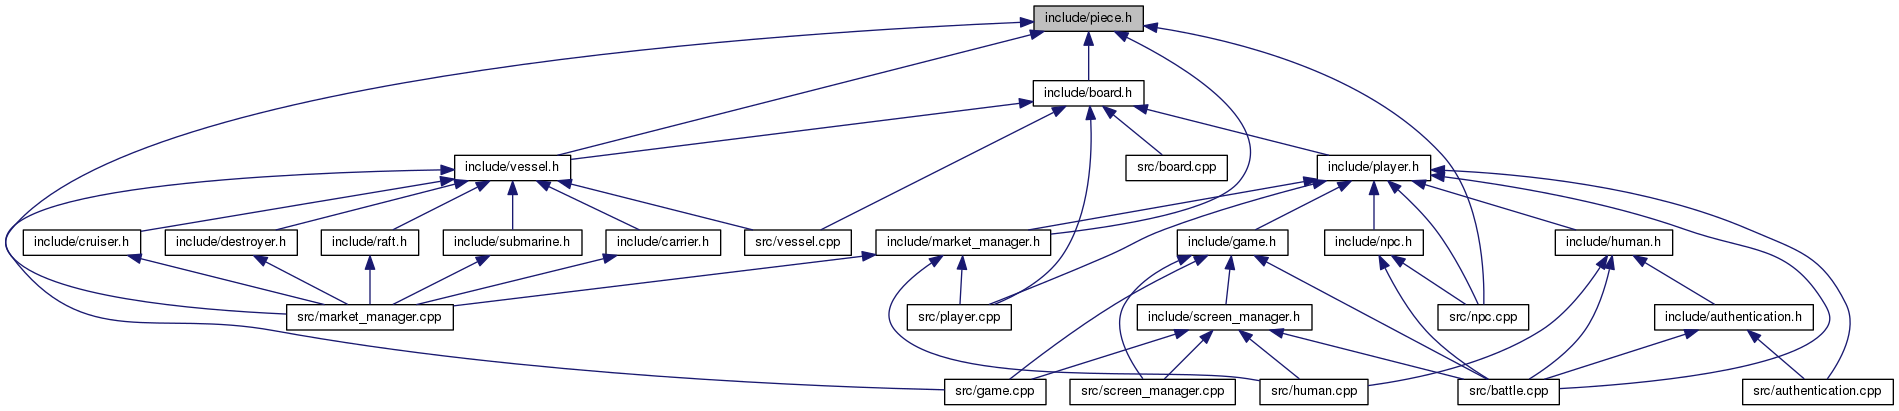 include/piece.h
include/board.h
include/vessel.h
src/board.cpp
include/player.h
include/cruiser.h
include/destroyer.h
include/raft.h
include/submarine.h
include/carrier.h
src/vessel.cpp
include/market_manager.h
include/game.h
include/npc.h
include/human.h
src/market_manager.cpp
src/player.cpp
include/screen_manager.h
src/npc.cpp
include/authentication.h
src/game.cpp
src/screen_manager.cpp
src/human.cpp
src/battle.cpp
src/authentication.cpp